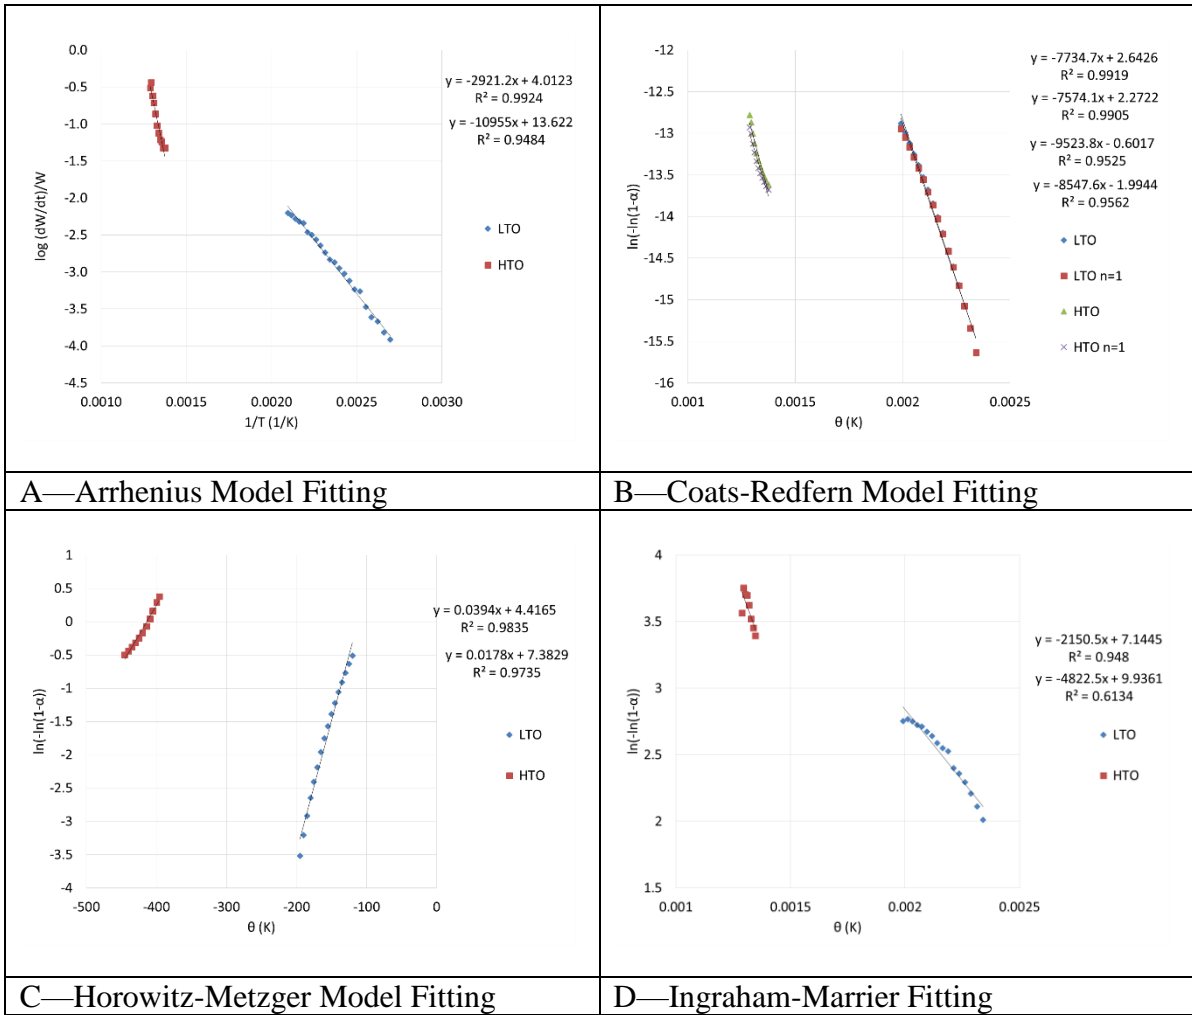 0.0
-0.5
-1.0
-1.5
-2.0
-2.5
-3.0
-3.5
-4.0
-4.5
log (dW/dt)/W
0.0010 0.0015 0.0020 0.0025 0.0030
1/T (1/K)
y = -2921.2x + 4.0123
R² = 0.9924
y = -10955x + 13.622
R² = 0.9484
LTO
HTO
A—Arrhenius Model Fitting
-12
-12.5
-13
-13.5
-14
-14.5
-15
-15.5
-16
ln(-ln(1-α))
0.001 0.0015 0.002 0.0025
θ (K)
y = -7734.7x + 2.6426
R² = 0.9919
y = -7574.1x + 2.2722
R² = 0.9905
y = -9523.8x - 0.6017
R² = 0.9525
y = -8547.6x - 1.9944
R² = 0.9562
LTO
LTO n=1
HTO
HTO n=1
B—Coats-Redfern Model Fitting
1
0.5
0
-0.5
-1
-1.5
-2
-2.5
-3
-3.5
-4
ln(-ln(1-α))
-500 -400 -300 -200 -100 0
θ (K)
y = 0.0394x + 4.4165
R² = 0.9835
y = 0.0178x + 7.3829
R² = 0.9735
LTO
HTO
C—Horowitz-Metzger Model Fitting
4
3.5
3
2.5
2
1.5
ln(-ln(1-α))
0.001 0.0015 0.002 0.0025
θ (K)
y = -2150.5x + 7.1445
R² = 0.948
y = -4822.5x + 9.9361
R² = 0.6134
LTO
HTO
D—Ingraham-Marrier Fitting